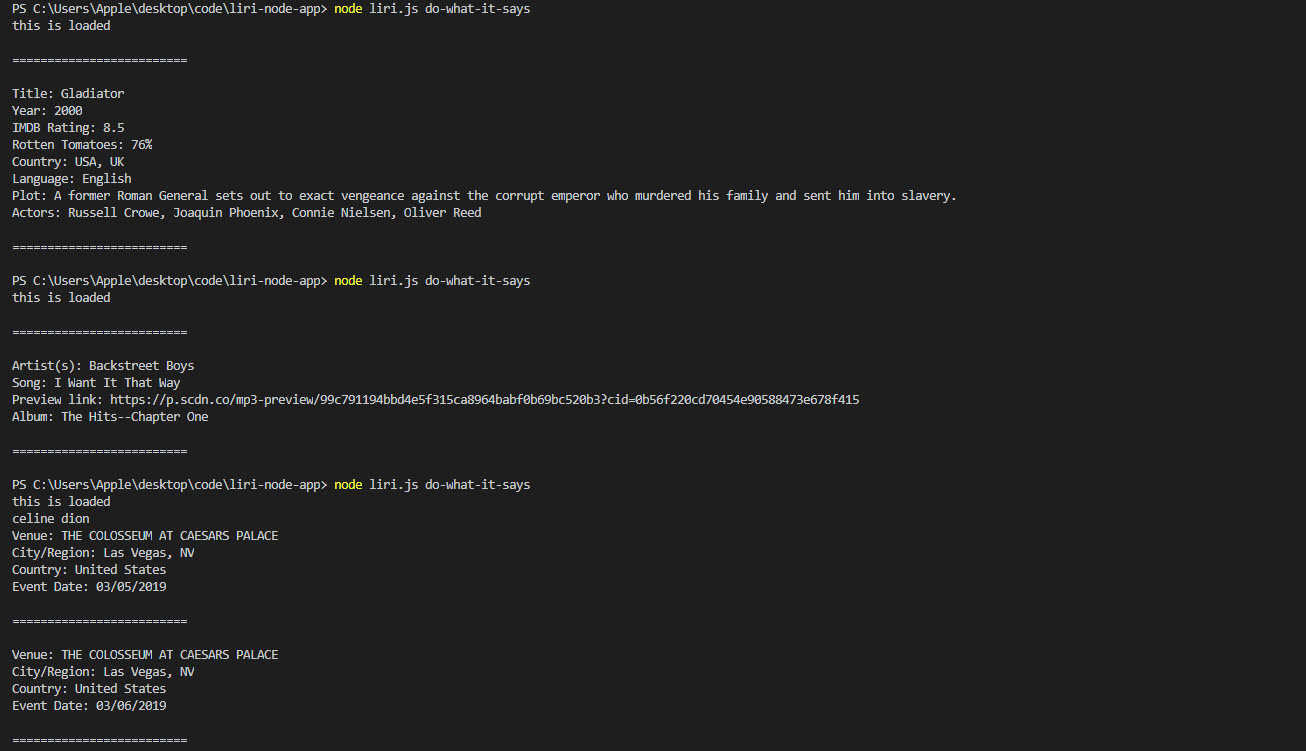 PS C:\Users\Apple\desktop\code\liri-node-app> node liri.js do-what-it-says
this is loaded
=========================
Title: Gladiator
Year: 2000
IMDB Rating: 8.5
Rotten Tomatoes: 76%
Country: USA, UK
Language: English
Plot: A former Roman General sets out to exact vengeance against the corrupt emperor who murdered his family and sent him into slavery.
Actors: Russell Crowe, Joaquin Phoenix, Connie Nielsen, Oliver Reed
=========================
PS C:\Users\Apple\desktop\code\liri-node-app> node liri.js do-what-it-says
this is loaded
=========================
Artist(s): Backstreet Boys
Song: I Want It That Way
Preview link: https://p.scdn.co/mp3-preview/99c791194bbd4e5f315ca8964babf0b69bc520b3?cid=0b56f220cd70454e90588473e678f415
Album: The Hits--Chapter One
=========================
PS C:\Users\Apple\desktop\code\liri-node-app> node liri.js do-what-it-says
this is loaded
celine dion
Venue: THE COLOSSEUM AT CAESARS PALACE
City/Region: Las Vegas, NV
Country: United States
Event Date: 03/05/2019
=========================
Venue: THE COLOSSEUM AT CAESARS PALACE
City/Region: Las Vegas, NV
Country: United States
Event Date: 03/06/2019
=========================